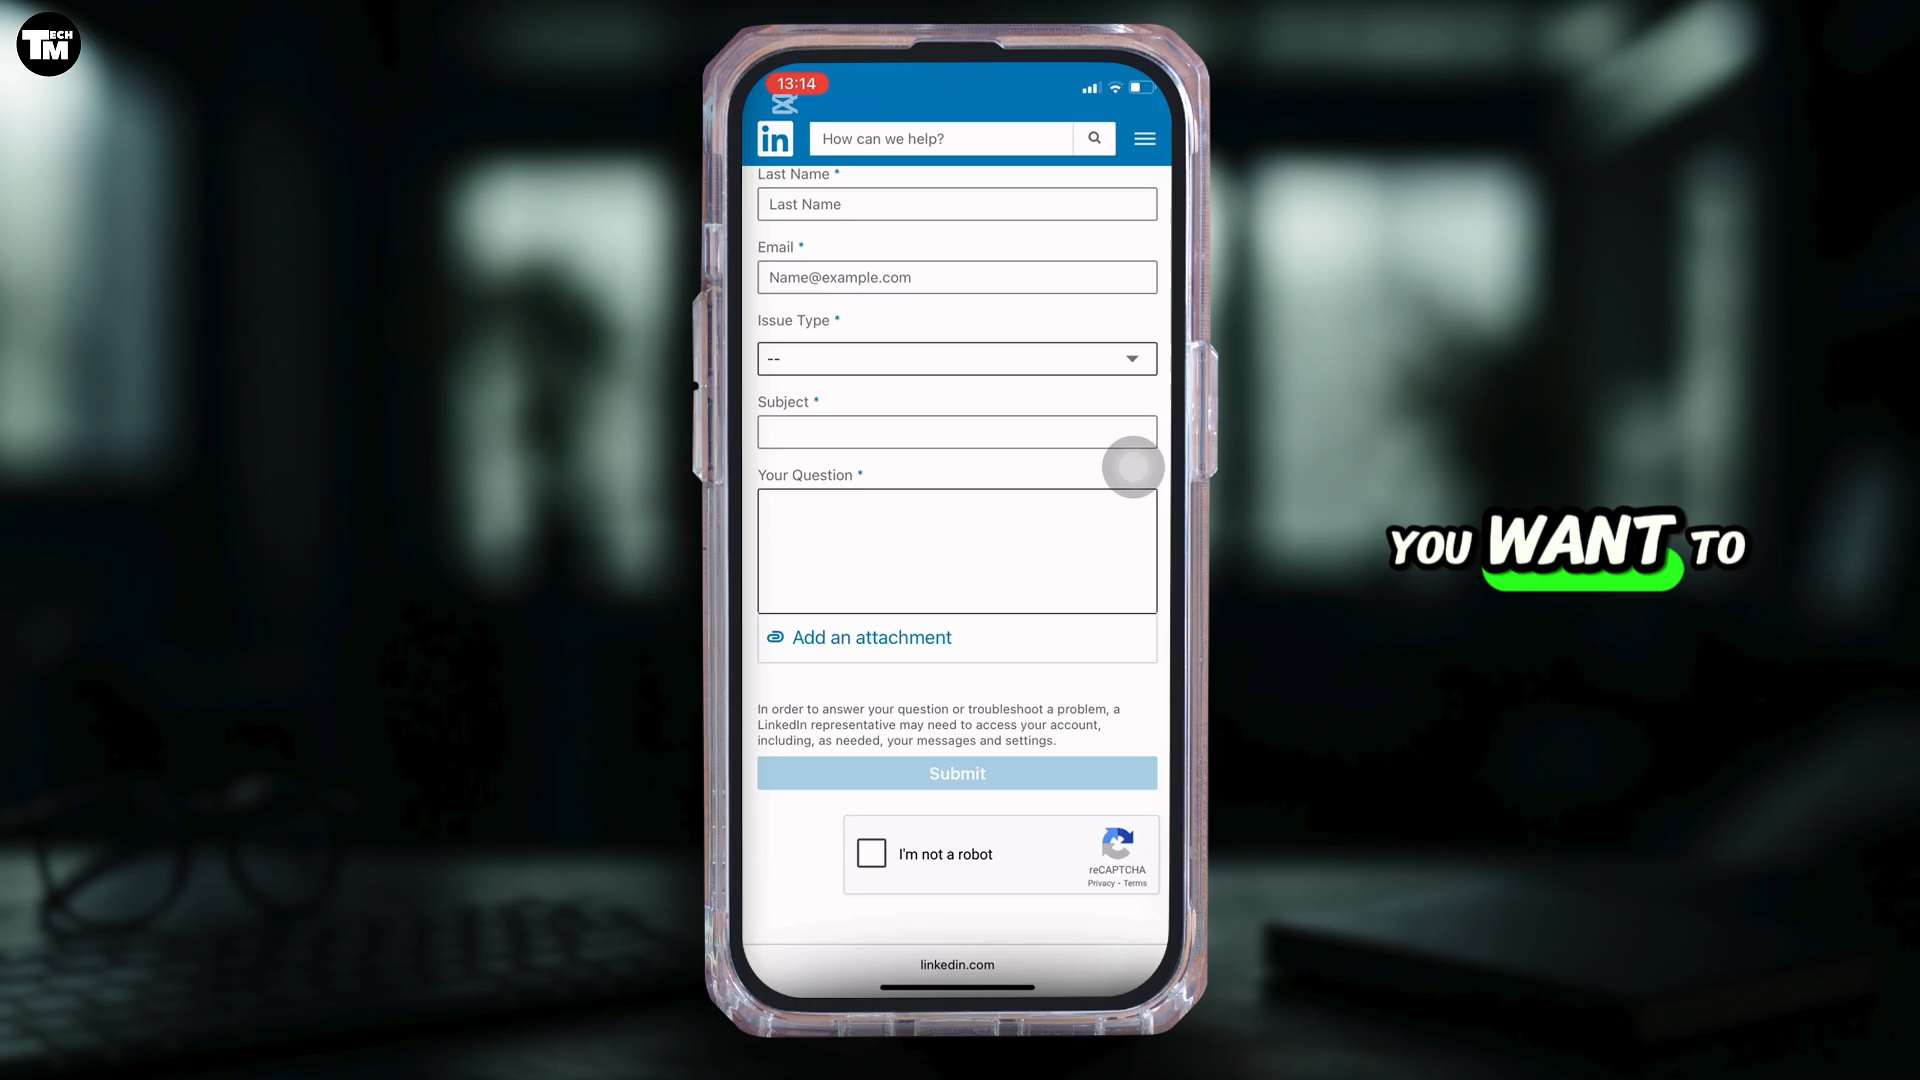 TECH
M
13:14
in
How can we help?
Last Name *
Last Name
Email *
Name@example.com
Issue Type *
--
Subject *
Your Question *
YOU WANT TO
Add an attachment
In order to answer your question or troubleshoot a problem, a
LinkedIn representative may need to access your account,
including, as needed, your messages and settings.
Submit
I'm not a robot
reCAPTCHA
Privacy - Terms
linkedin.com